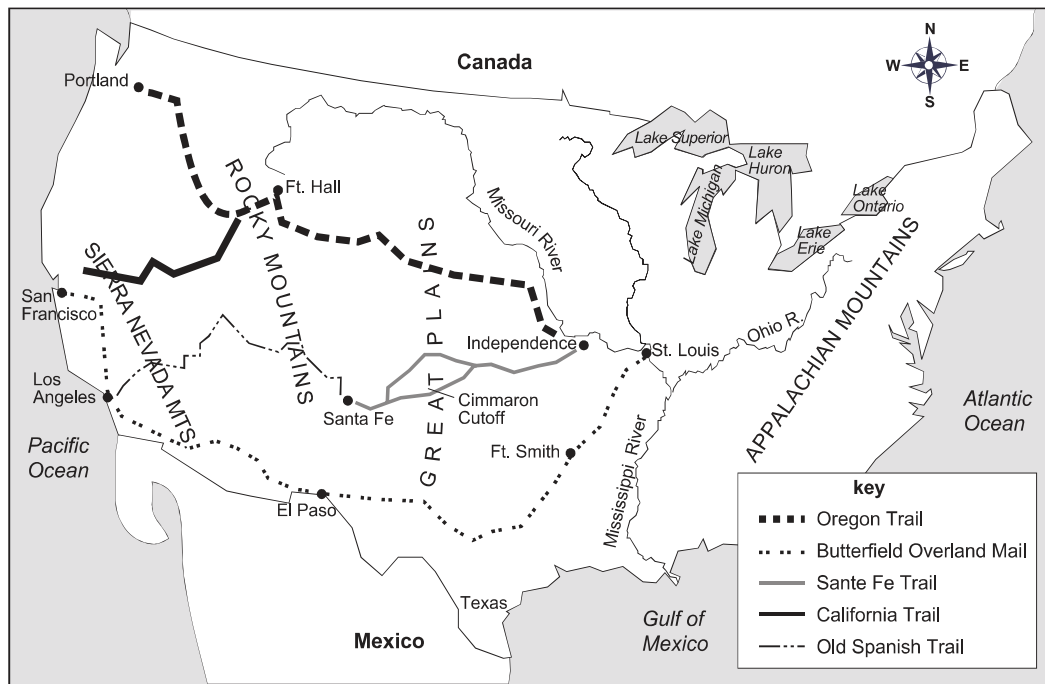 N
W E
S
Canada
Portland
Lake Superior
Lake
Huron
Lake Michigan
Lake
Ontario
Lake
Erie
Ft. Hall
ROCKY MOUNTAINS
Missouri River
GREAT PLAINS
SIERRA NEVADA MTS.
APPALACHIAN MOUNTAINS
San
Francisco
Independence
St. Louis
Ohio R.
Los
Angeles
Santa Fe
Cimmaron
Cutoff
Atlantic
Ocean
Pacific
Ocean
Ft. Smith
Mississippi River
El Paso
Texas
Mexico
Gulf of
Mexico
key
Oregon Trail
Butterfield Overland Mail
Sante Fe Trail
California Trail
Old Spanish Trail